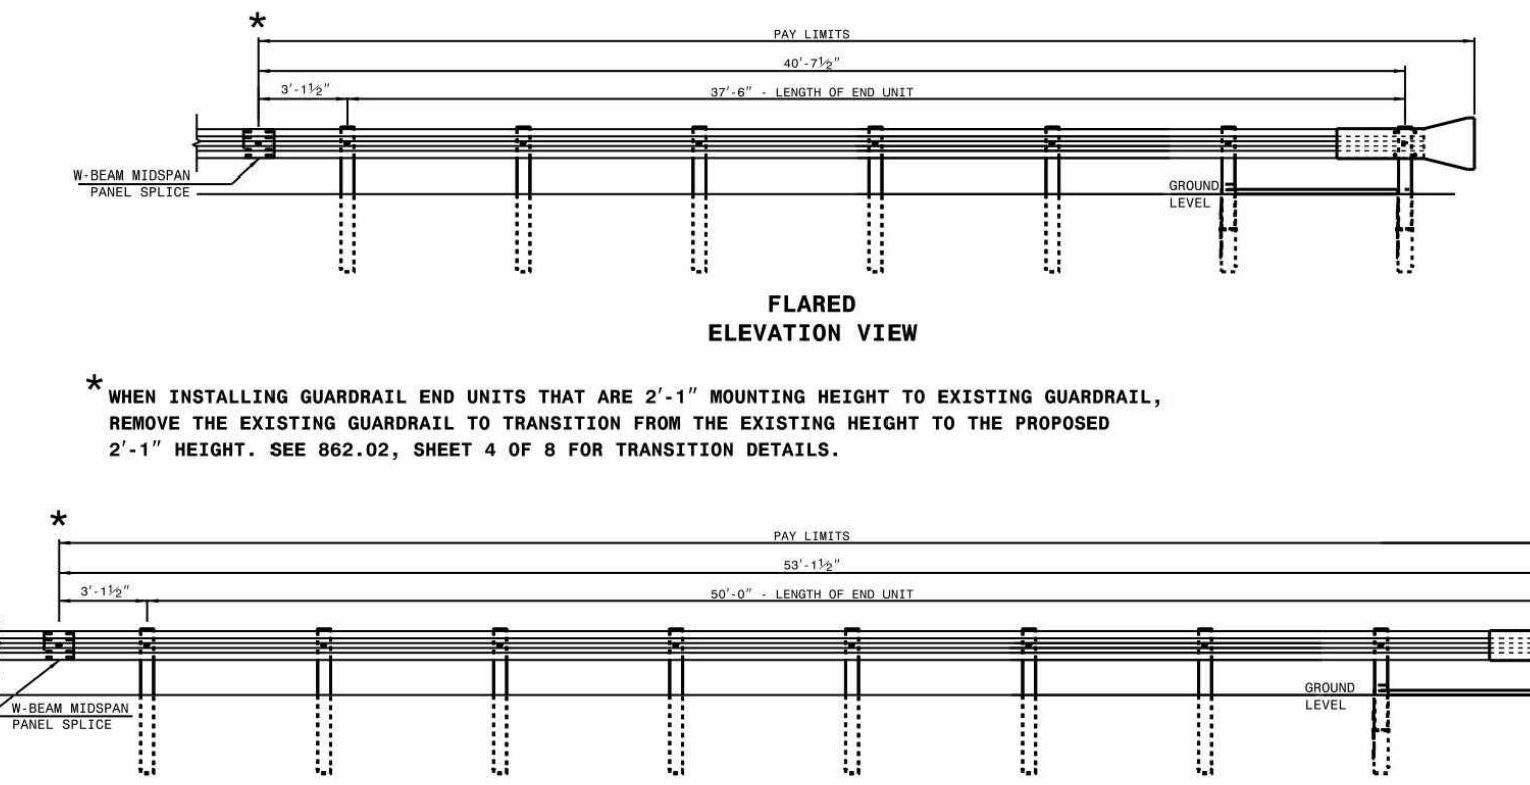 *
PAY LIMITS
40'-7½"
3'-1½"
37'-6" - LENGTH OF END UNIT
W-BEAM MIDSPAN
PANEL SPLICE
GROUND
LEVEL
FLARED
ELEVATION VIEW
* WHEN INSTALLING GUARDRAIL END UNITS THAT ARE 2'-1" MOUNTING HEIGHT TO EXISTING GUARDRAIL,
REMOVE THE EXISTING GUARDRAIL TO TRANSITION FROM THE EXISTING HEIGHT TO THE PROPOSED
2'-1" HEIGHT. SEE 862.02, SHEET 4 OF 8 FOR TRANSITION DETAILS.
*
PAY LIMITS
53'-1½"
3'-1½"
50'-0" - LENGTH OF END UNIT
W-BEAM MIDSPAN
PANEL SPLICE
GROUND
LEVEL